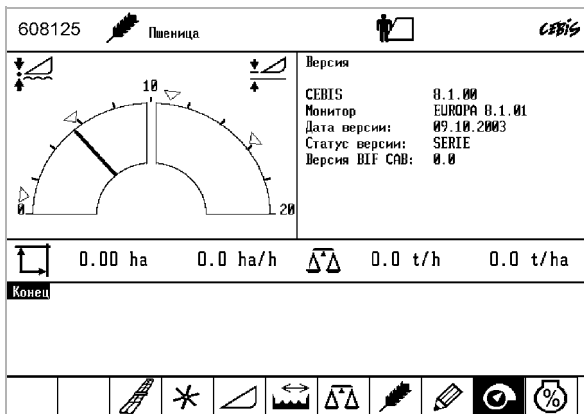 608125 Пшеница CEBIS
Версия
10
0
20
CEBIS 8.1.00
Монитор EUROPA 8.1.01
Дата версии: 09.10.2003
Статус версии: SERIE
Версия BIF CAB: 0.0
0.00 ha 0.0 ha/h 0.0 t/h 0.0 t/ha
Конец
%